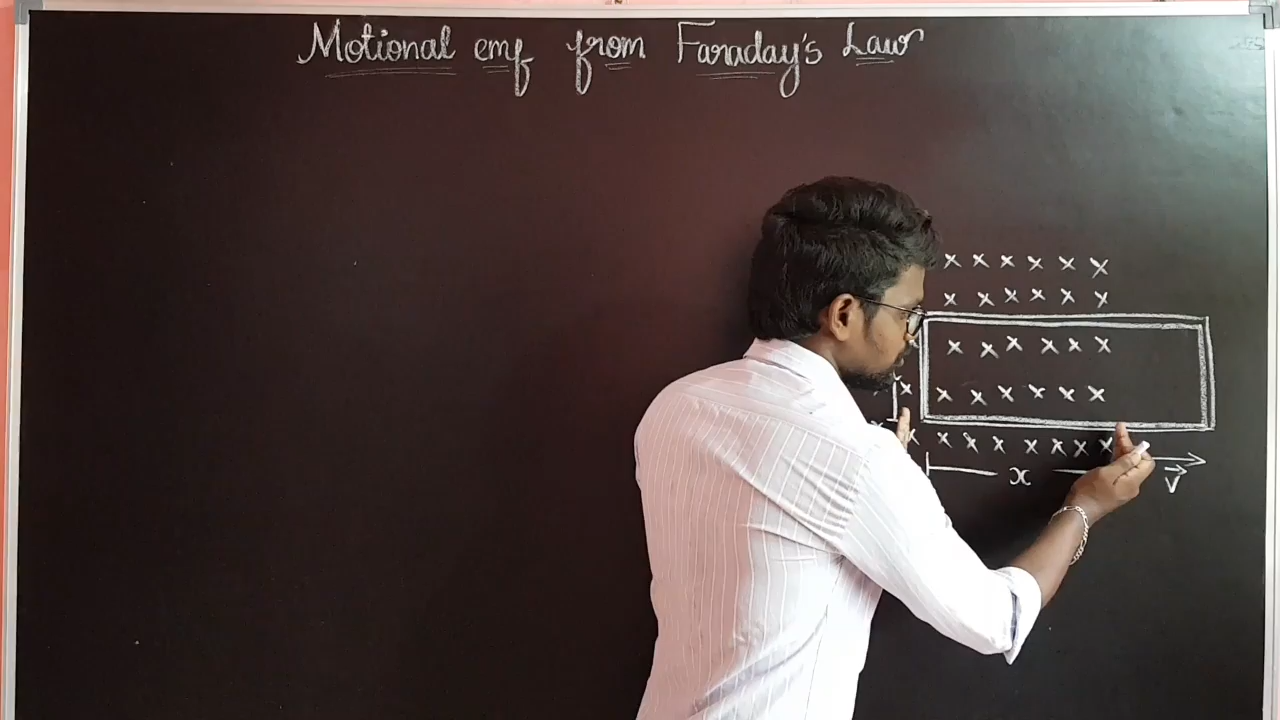 Motional emf from Faraday's Law
x x x x x x
x x x x x x
x x x x x x
x x x x x x x
x x x x x x x x
x
v⃗